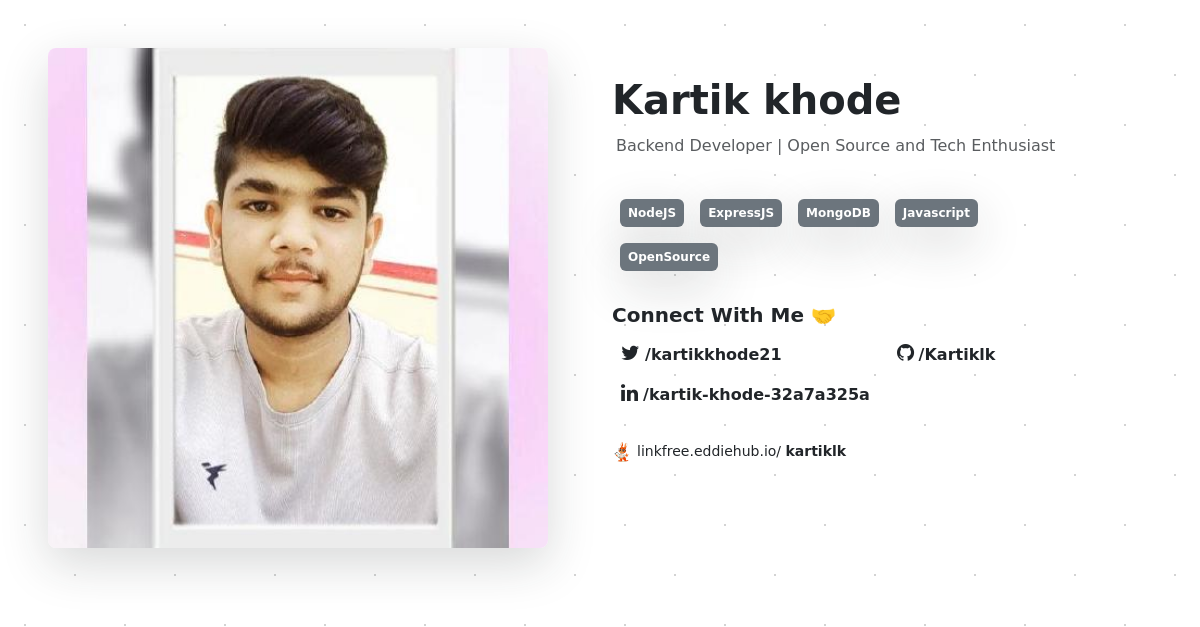 Kartik khode
Backend Developer | Open Source and Tech Enthusiast
NodeJS ExpressJS MongoDB Javascript
OpenSource
Connect With Me 🤝
/kartikkhode21 /Kartiklk
/kartik-khode-32a7a325a
linkfree.eddiehub.io/ kartiklk